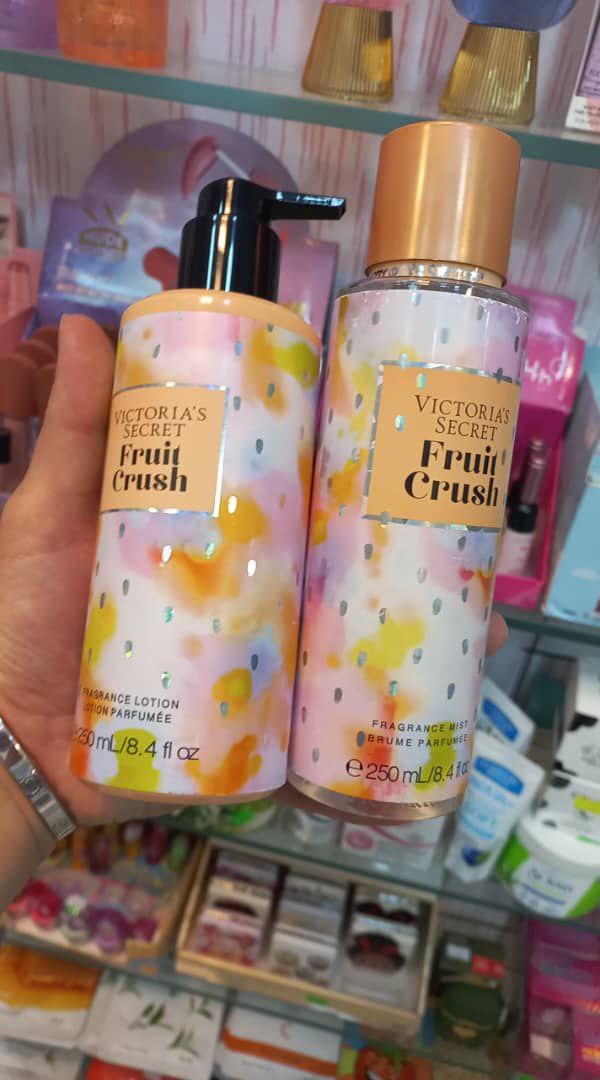 VICTORIA'S
SECRET
Fruit
Crush
FRAGRANCE LOTION
LOTION PARFUMÉE
250 mL/8.4 fl oz
VICTORIA'S
SECRET
Fruit
Crush
FRAGRANCE MIST
BRUME PARFUMÉE
e 250 mL/8.4 fl oz